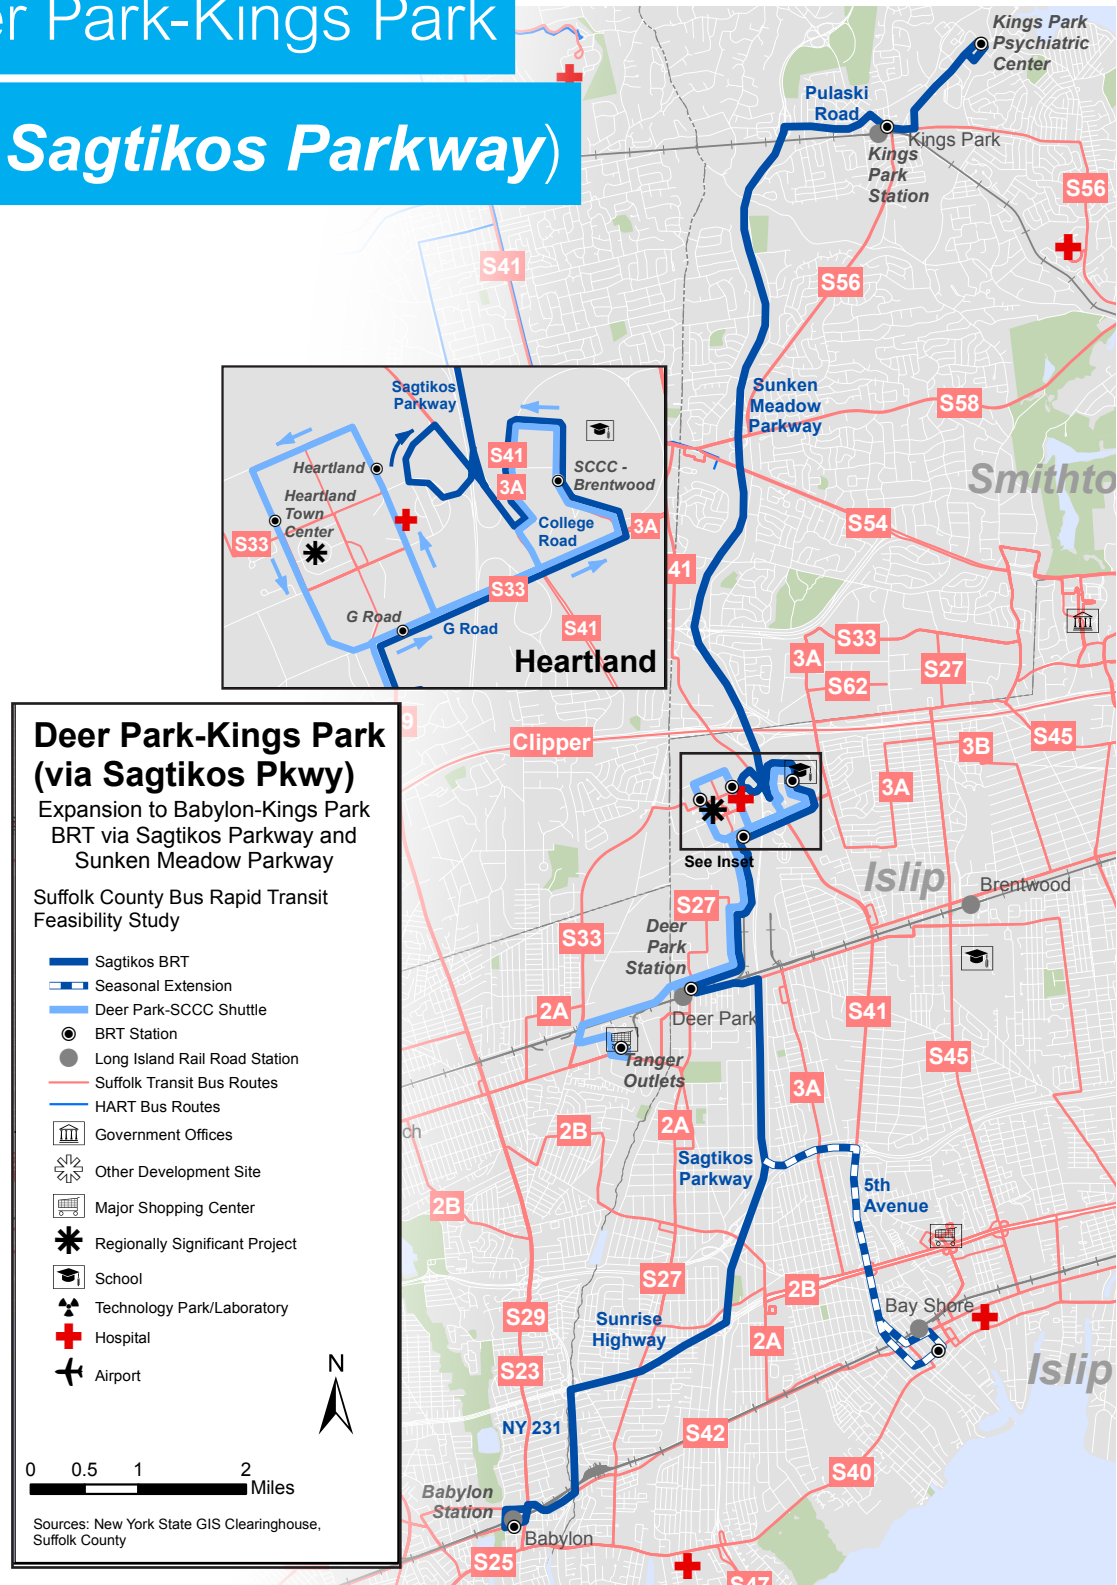 er Park-Kings Park
Sagtikos Parkway)
Kings Park
Psychiatric
Center
Pulaski
Road
Kings Park
Kings
Park
Station
S56
S41
S56
Sunken
Meadow
Parkway
S58
Smithto
S54
41
Sagtikos
Parkway
S41
3A
SCCC -
Brentwood
Heartland
Heartland
Town
Center
S33
College
Road
3A
S33
G Road
G Road
S41
Heartland
S33
3A
S27
S62
Clipper
3B
S45
3A
See Inset
Islip
Brentwood
S27
S33
Deer
Park
Station
2A
Deer Park
S41
Tanger
Outlets
S45
3A
2A
2B
ch
Sagtikos
Parkway
5th
Avenue
2B
S27
2B
Bay Shore
S29
Sunrise
Highway
2A
S23
Islip
NY 231
S42
S40
Babylon
Station
Babylon
S25
S47
9
Deer Park-Kings Park
(via Sagtikos Pkwy)
Expansion to Babylon-Kings Park
BRT via Sagtikos Parkway and
Sunken Meadow Parkway
Suffolk County Bus Rapid Transit
Feasibility Study
Sagtikos BRT
Seasonal Extension
Deer Park-SCCC Shuttle
BRT Station
Long Island Rail Road Station
Suffolk Transit Bus Routes
HART Bus Routes
Government Offices
Other Development Site
Major Shopping Center
Regionally Significant Project
School
Technology Park/Laboratory
Hospital
Airport
N
0 0.5 1 2
Miles
Sources: New York State GIS Clearinghouse,
Suffolk County